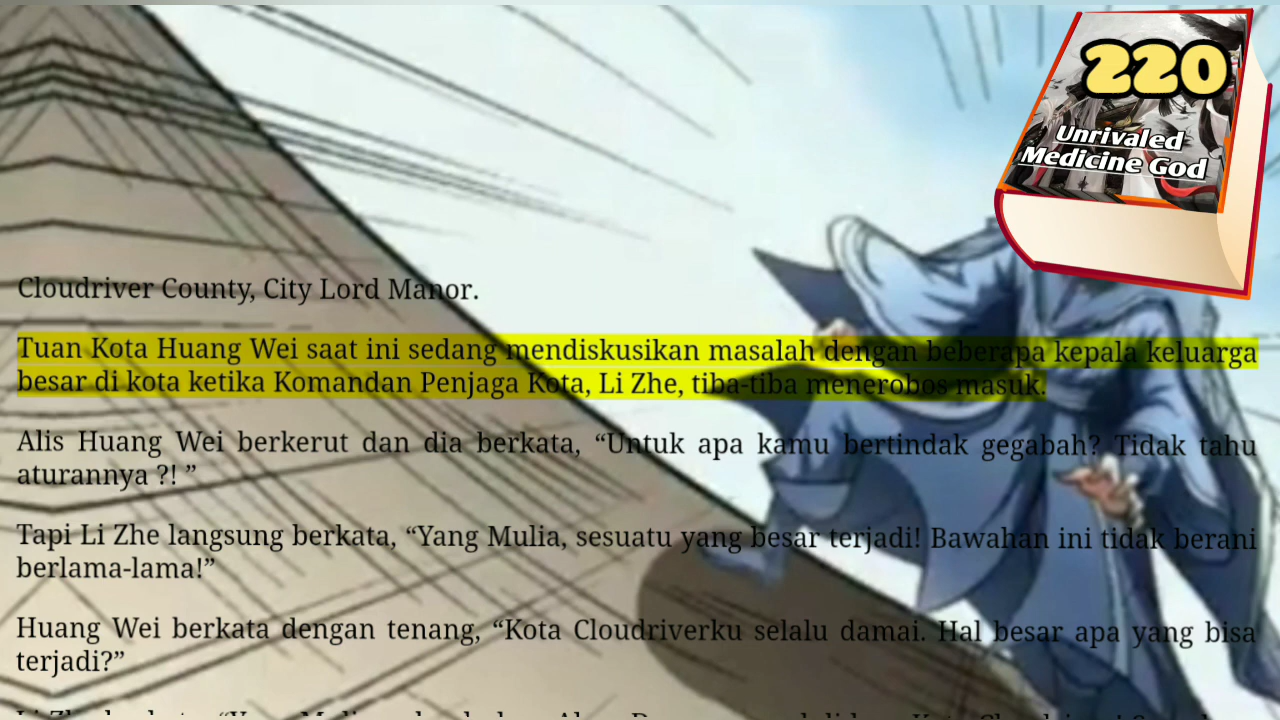 220
Unrivaled
Medicine God
Cloudriver County, City Lord Manor.
Tuan Kota Huang Wei saat ini sedang mendiskusikan masalah dengan beberapa kepala keluarga
besar di kota ketika Komandan Penjaga Kota, Li Zhe, tiba-tiba menerobos masuk.
Alis Huang Wei berkerut dan dia berkata, “Untuk apa kamu bertindak gegabah? Tidak tahu
aturannya ?! ”
Tapi Li Zhe langsung berkata, “Yang Mulia, sesuatu yang besar terjadi! Bawahan ini tidak berani
berlama-lama!”
Huang Wei berkata dengan tenang, “Kota Cloudriverku selalu damai. Hal besar apa yang bisa
terjadi?”